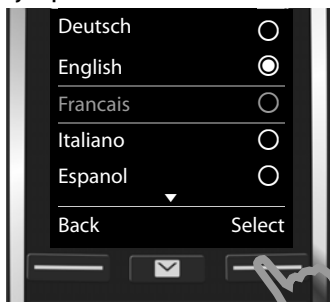 Deutsch
English
Francais
Italiano
Espanol
Back Select